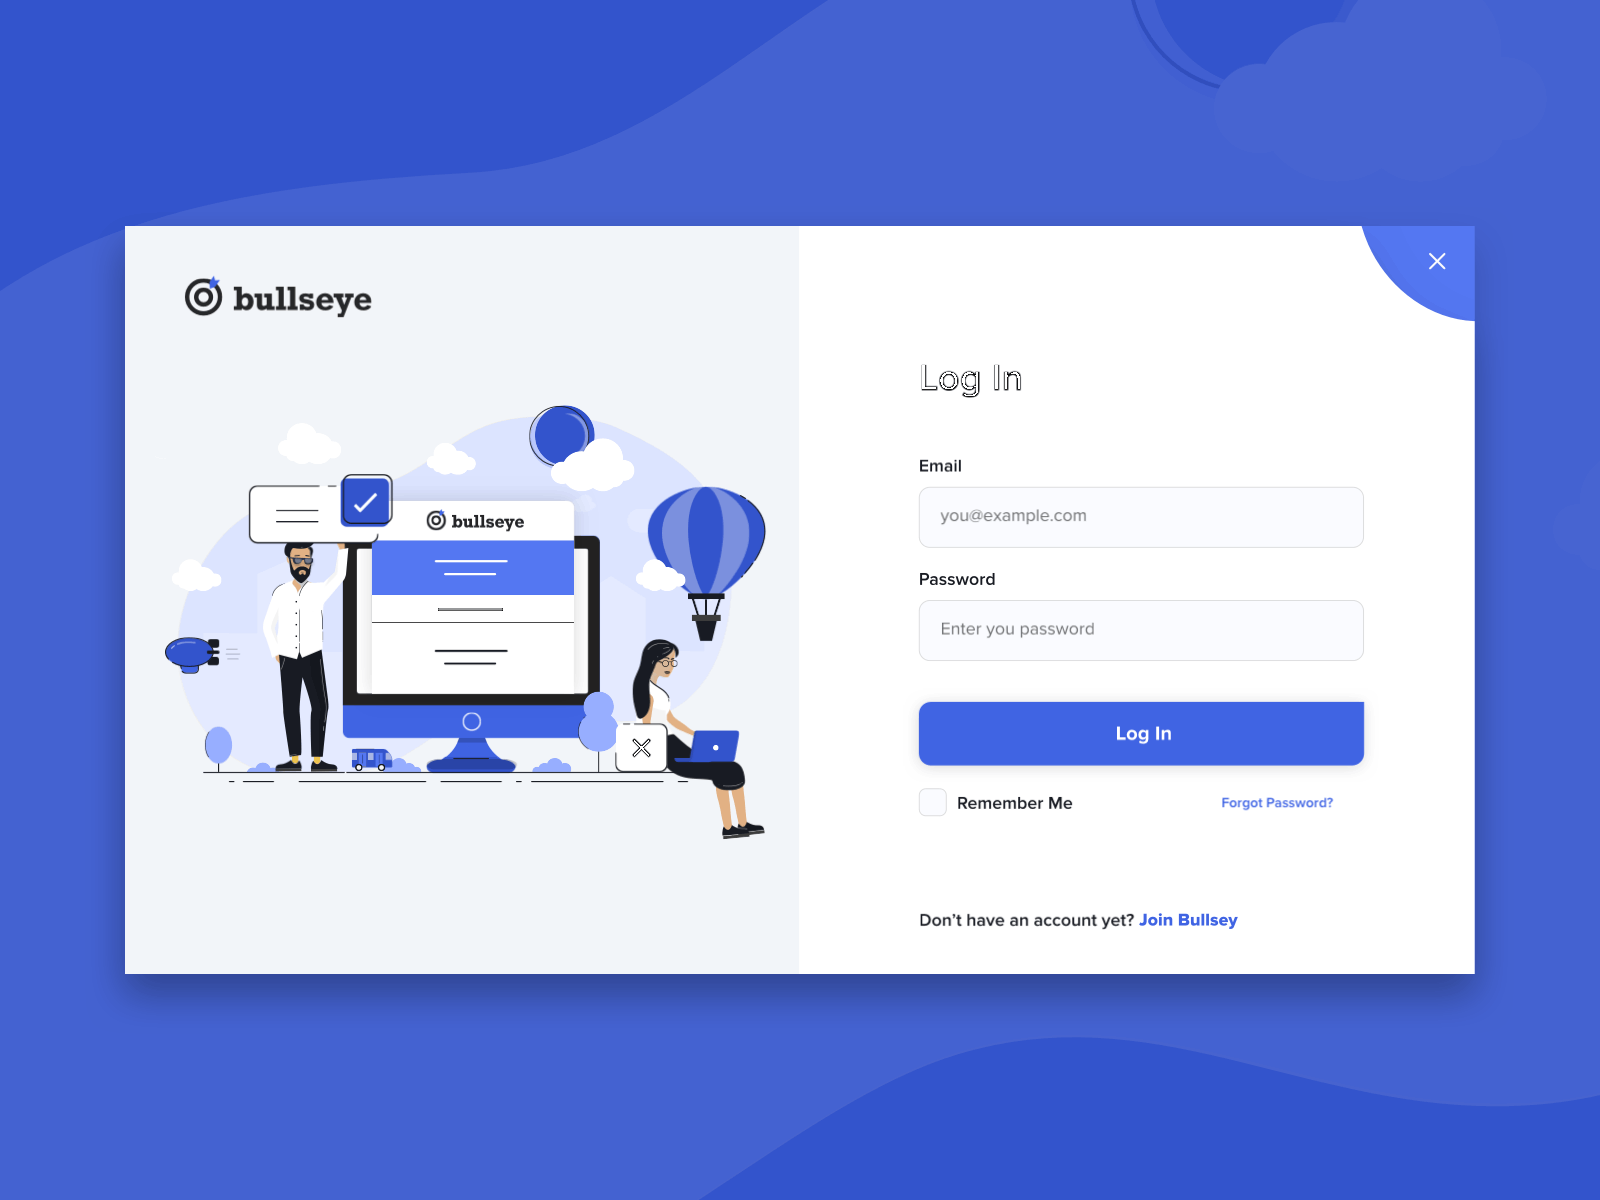 bullseye
bullseye
Log In
Email
you@example.com
Password
Enter you password
Log In
Remember Me
Forgot Password?
Don't have an account yet? Join Bullsey